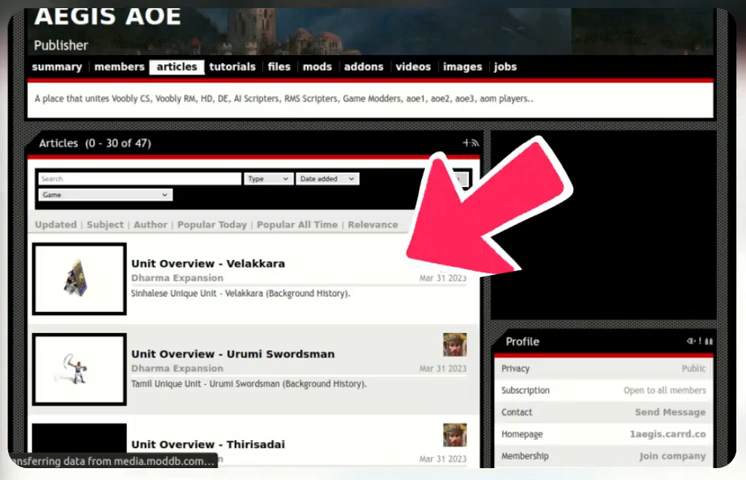 AEGIS AOE
Publisher
summary members articles tutorials files mods addons videos images jobs
A place that unites Voobly CS, Voobly RM, HD, DE, AI Scripters, RMS Scripters, Game Modders, aoe1, aoe2, aoe3, aom players..
Articles (0 - 30 of 47)
Search Type Date added
Game
Updated | Subject | Author | Popular Today | Popular All Time | Relevance
Unit Overview - Velakkara
Dharma Expansion Mar 31 2023
Sinhalese Unique Unit - Velakkara (Background History).
Unit Overview - Urumi Swordsman
Dharma Expansion Mar 31 2023
Tamil Unique Unit - Urumi Swordsman (Background History).
Unit Overview - Thirisadai
Mar 31 2023
Profile
Privacy Public
Subscription Open to all members
Contact Send Message
Homepage 1aegis.carrd.co
Membership Join company
nsferring data from media.moddb.com...